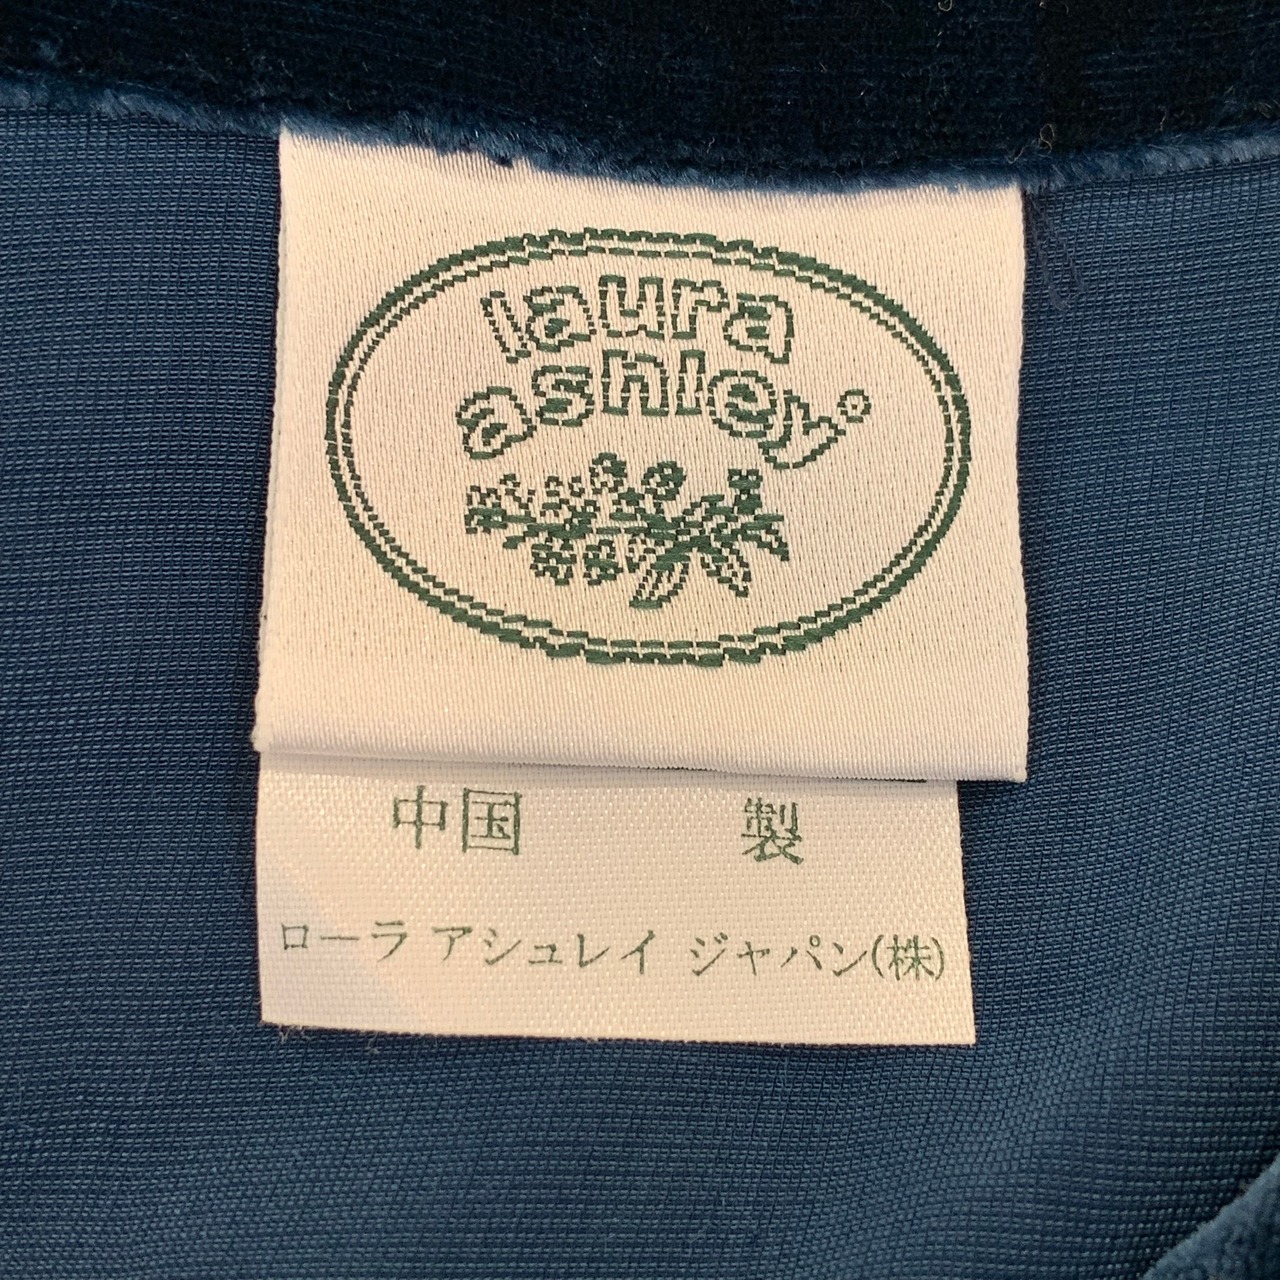 laura
ashley®
中国 製
ローラ アシュレイ ジャパン(株)